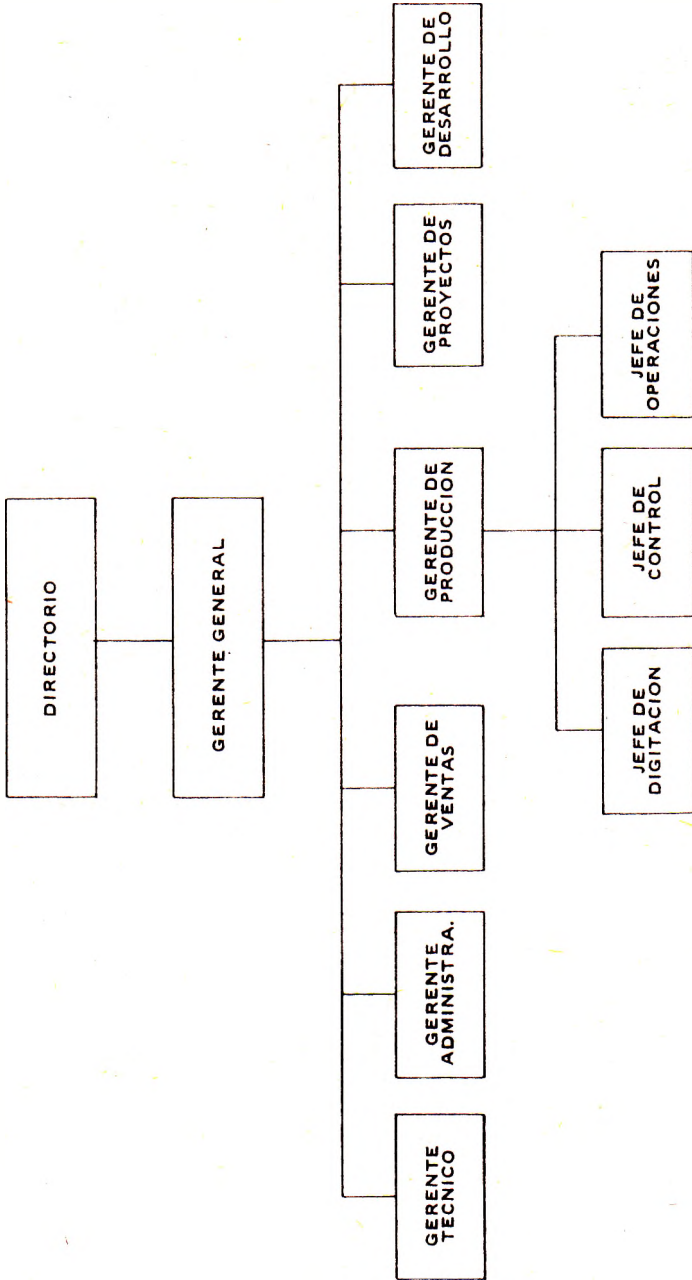 DIRECTORIO
GERENTE GENERAL
GERENTE
TECNICO
GERENTE
ADMINISTRA.
GERENTE DE
VENTAS
GERENTE DE
PRODUCCION
GERENTE DE
PROYECTOS
GERENTE DE
DESARROLLO
JEFE DE
DIGITACION
JEFE DE
CONTROL
JEFE DE
OPERACIONES